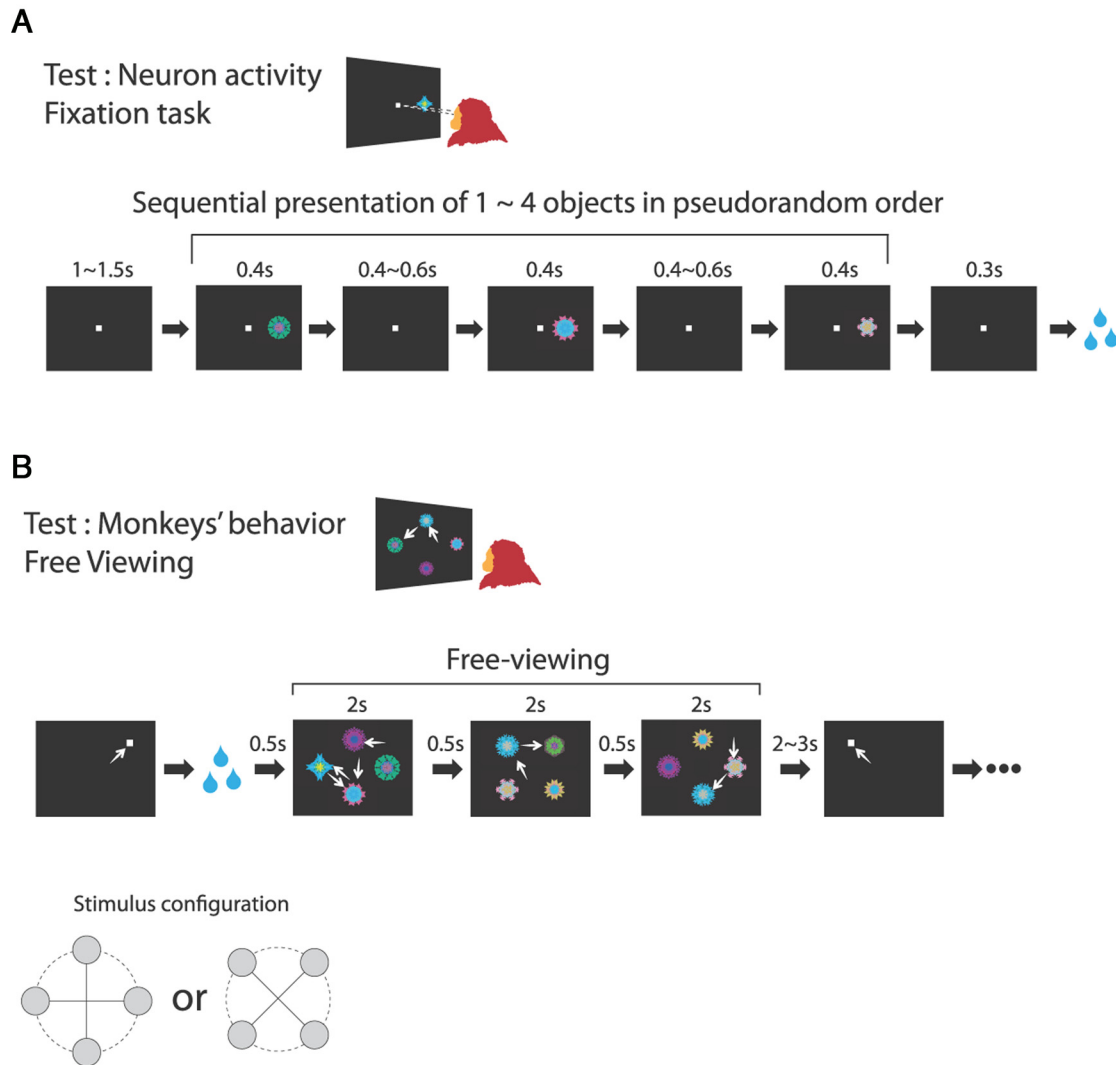 A
Test : Neuron activity
Fixation task
Sequential presentation of 1 ~ 4 objects in pseudorandom order
1~1.5s 0.4s 0.4~0.6s 0.4s 0.4~0.6s 0.4s 0.3s
B
Test : Monkeys' behavior
Free Viewing
Free-viewing
2s 2s 2s
0.5s 0.5s 0.5s 2~3s
Stimulus configuration
or